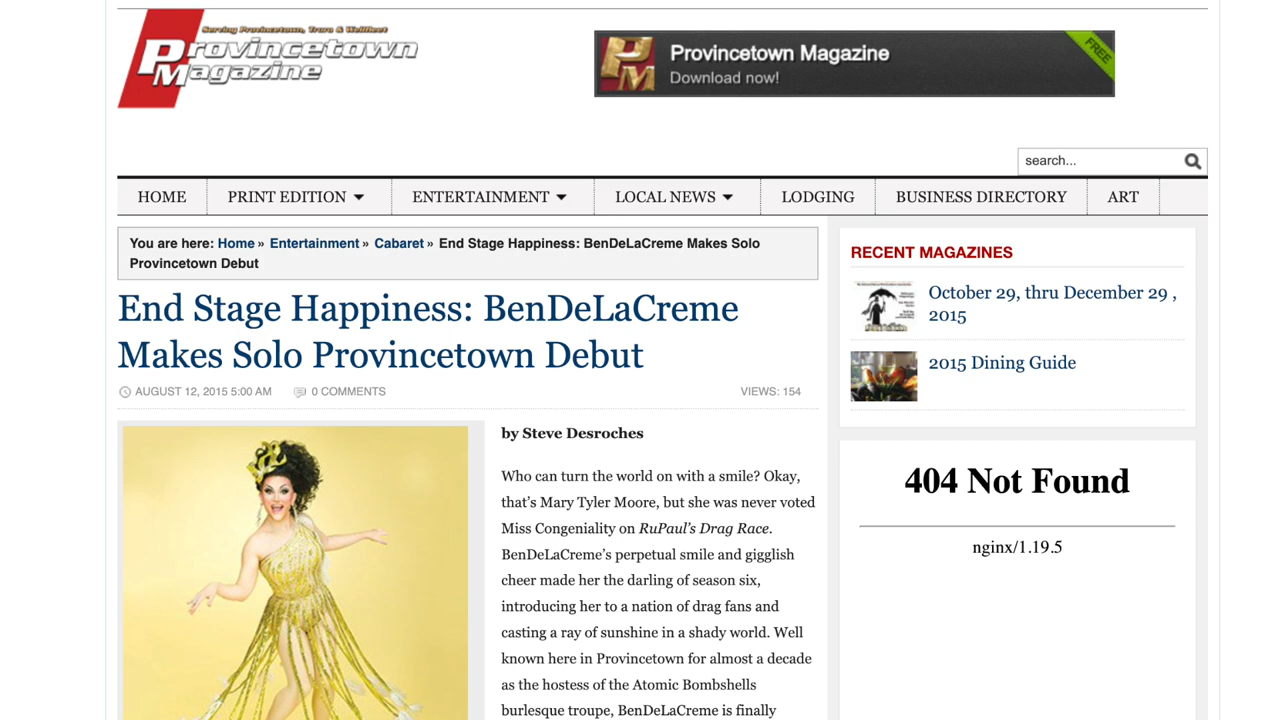 Serving Provincetown, Truro & Wellfleet
Provincetown
Magazine
PM
Provincetown Magazine
Download now!
FREE
search...
HOME
PRINT EDITION
ENTERTAINMENT
LOCAL NEWS
LODGING
BUSINESS DIRECTORY
ART
You are here: Home » Entertainment » Cabaret » End Stage Happiness: BenDeLaCreme Makes Solo
Provincetown Debut
End Stage Happiness: BenDeLaCreme
Makes Solo Provincetown Debut
AUGUST 12, 2015 5:00 AM
0 COMMENTS
VIEWS: 154
by Steve Desroches
Who can turn the world on with a smile? Okay,
that’s Mary Tyler Moore, but she was never voted
Miss Congeniality on RuPaul’s Drag Race.
BenDeLaCreme’s perpetual smile and gigglish
cheer made her the darling of season six,
introducing her to a nation of drag fans and
casting a ray of sunshine in a shady world. Well
known here in Provincetown for almost a decade
as the hostess of the Atomic Bombshells
burlesque troupe, BenDeLaCreme is finally
RECENT MAGAZINES
October 29, thru December 29 ,
2015
2015 Dining Guide
404 Not Found
nginx/1.19.5